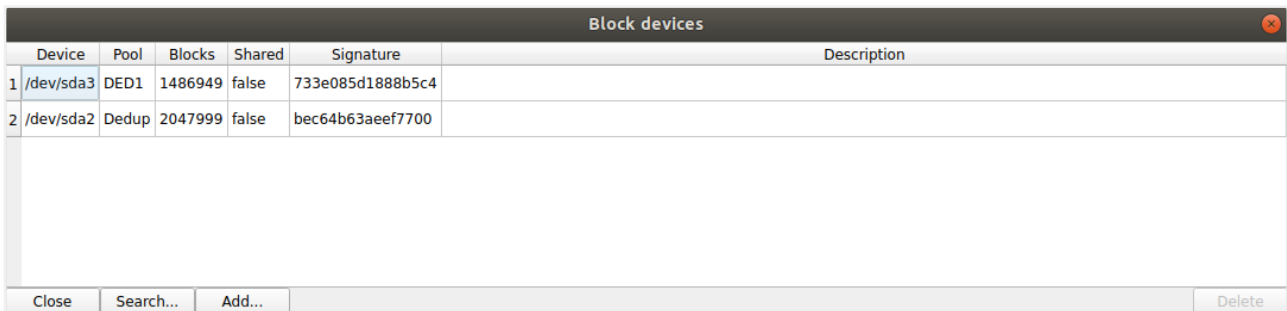 Block devices
Device Pool Blocks Shared Signature Description
1 /dev/sda3 DED1 1486949 false 733e085d1888b5c4
2 /dev/sda2 Dedup 2047999 false bec64b63aeef7700
Close Search... Add... Delete